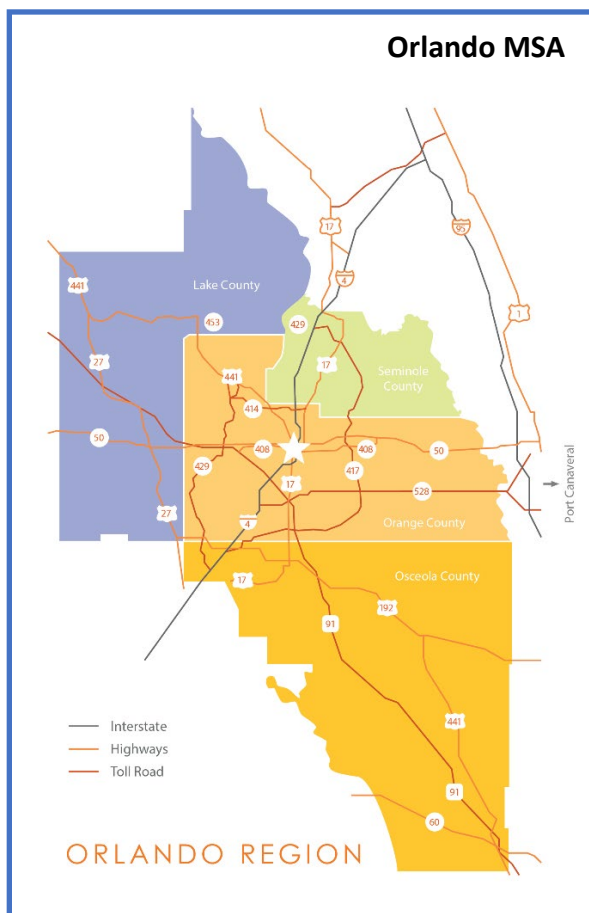 Orlando MSA
17
95
4
441
Lake County
1
453
429
27
17
Seminole
County
441
414
50
408
408
50
429
417
17
528
Port Canaveral
27
4
Orange County
17
Osceola County
192
91
441
Interstate
Highways
Toll Road
91
60
ORLANDO REGION